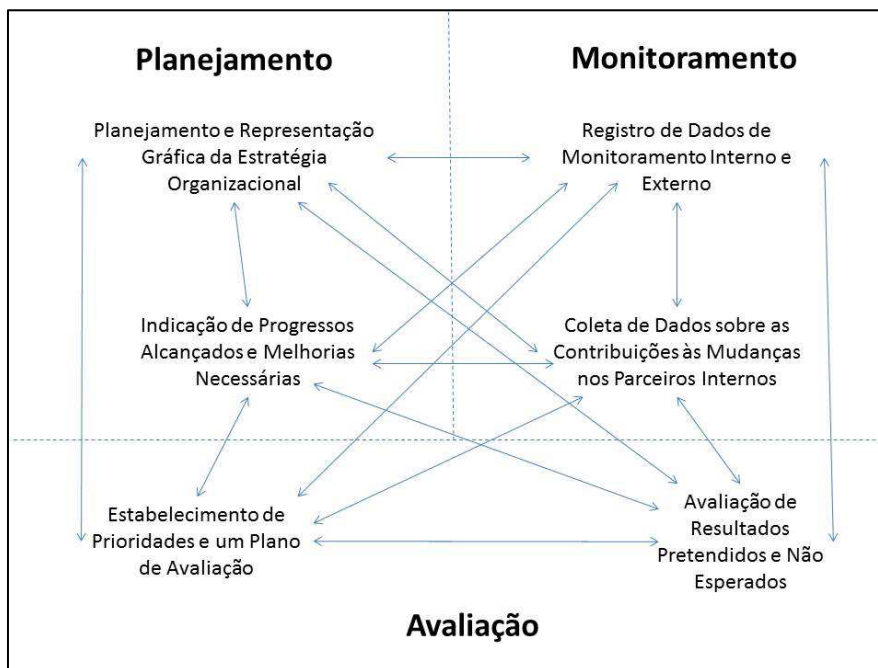 Planejamento
Monitoramento
Planejamento e Representação
Gráfica da Estratégia
Organizacional
Registro de Dados de
Monitoramento Interno e
Externo
Indicação de Progressos
Alcançados e Melhorias
Necessárias
Coleta de Dados sobre as
Contribuições às Mudanças
nos Parceiros Internos
Estabelecimento de
Prioridades e um Plano
de Avaliação
Avaliação de
Resultados
Pretendidos e Não
Esperados
Avaliação